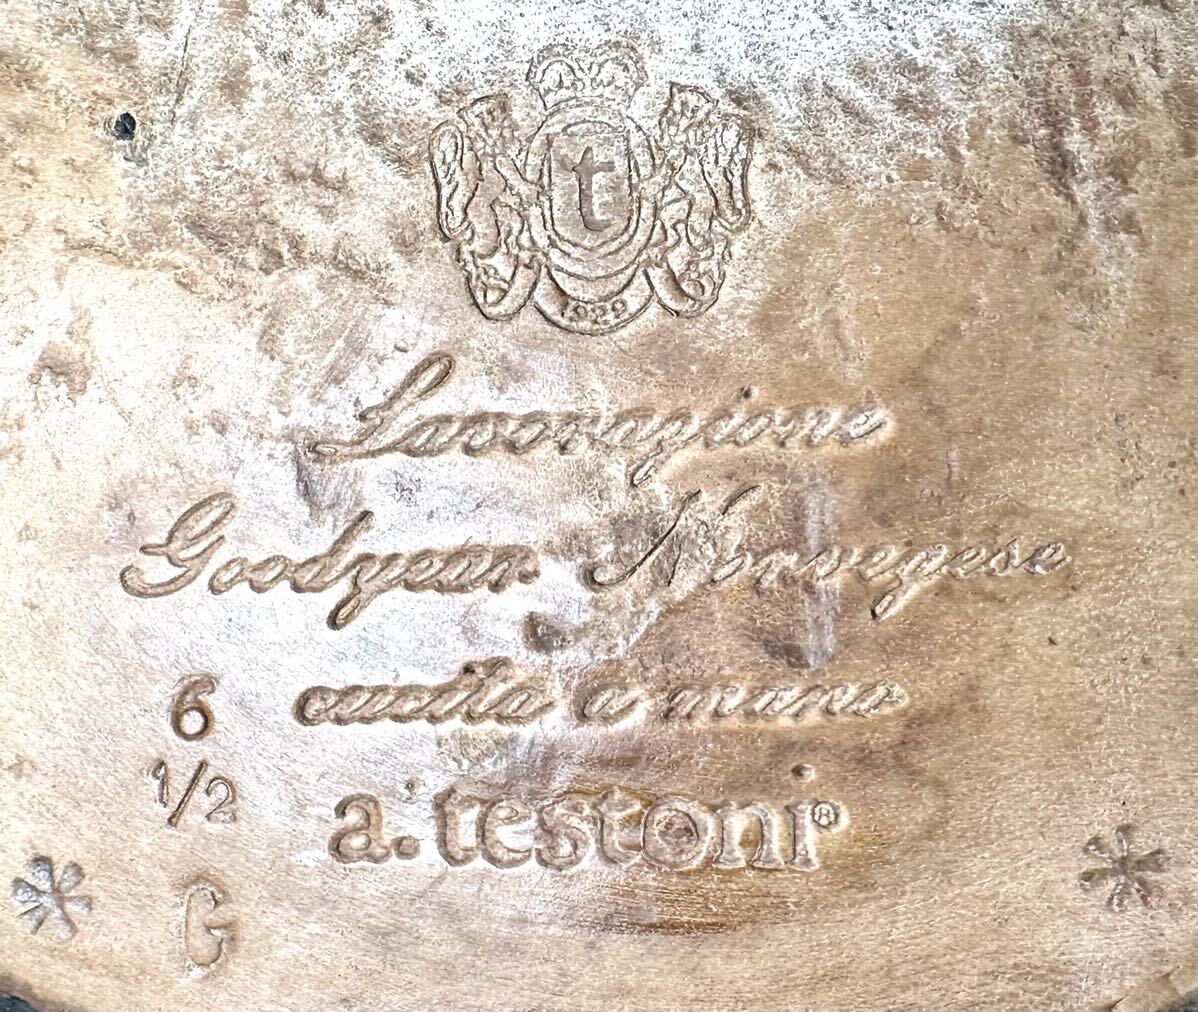 t
1929
Lavorazione
Goodyear Norvegese
cucita a mano
6
1/2
a.testoni®
G